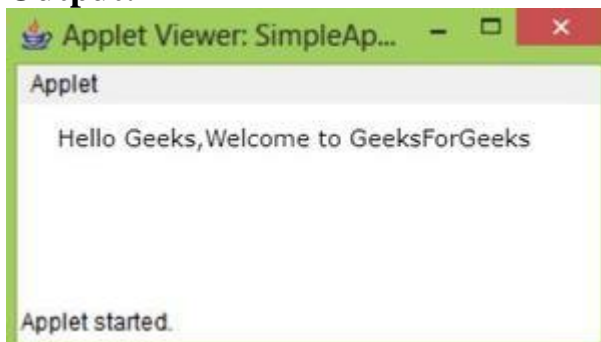 Output:
Applet Viewer: SimpleAp...
Applet
Hello Geeks,Welcome to GeeksForGeeks
Applet started.